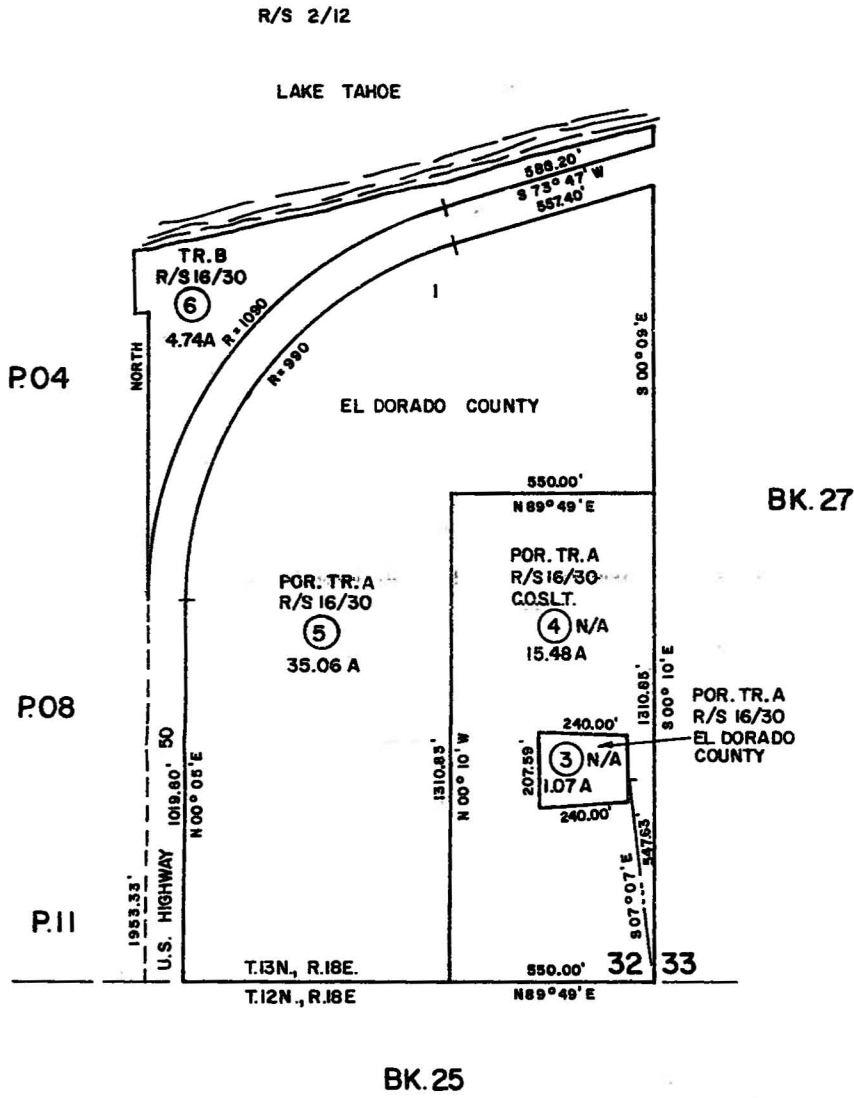 R/S 2/12
LAKE TAHOE
588.20'
S 73° 47' W
557.40'
TR. B
R/S 16/30
6
4.74A
R = 1090
R = 990
1
NORTH
P.04
S 00° 09' E
EL DORADO COUNTY
550.00'
N 89° 49' E
BK. 27
POR. TR. A
R/S 16/30
5
35.06 A
POR. TR. A
R/S 16/30
C.O.S.L.T.
4 N/A
15.48 A
1310.85'
S 00° 10' E
P.08
POR. TR. A
R/S 16/30
EL DORADO
COUNTY
240.00'
207.59'
3 N/A
1.07 A
240.00'
1310.85'
N 00° 10' W
1019.80'
N 00° 05' E
U.S. HIGHWAY 50
1953.33'
547.63'
S 07° 07' E
P.11
T.13N., R.18E.
T.12N., R.18E
550.00'
N89° 49' E
32 33
BK. 25